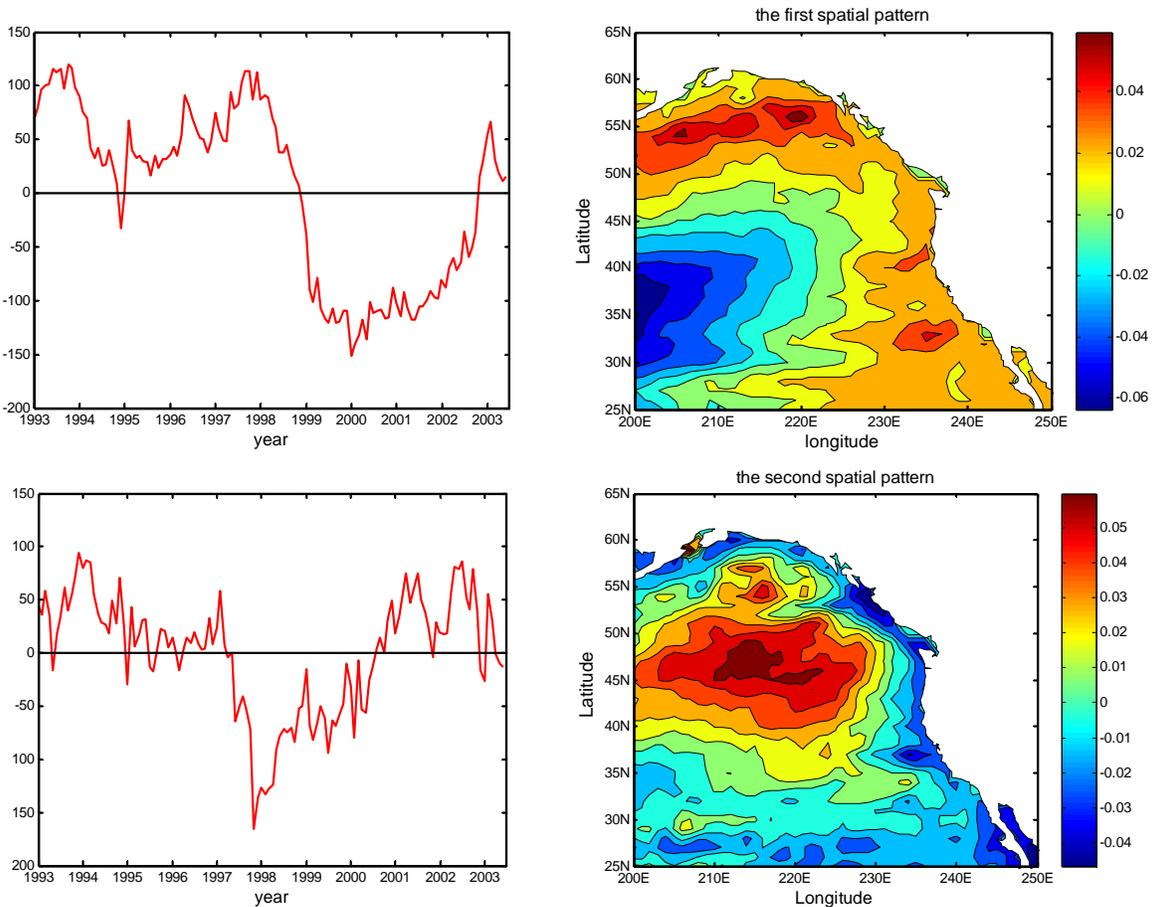 the first spatial pattern
150
100
50
0
-50
-100
-150
-200
1993 1994 1995 1996 1997 1998 1999 2000 2001 2002 2003
year
65N
60N
55N
50N
45N
40N
35N
30N
25N
Latitude
200E 210E 220E 230E 240E 250E
longitude
0.04
0.02
0
-0.02
-0.04
-0.06
the second spatial pattern
150
100
50
0
-50
100
150
200
1993 1994 1995 1996 1997 1998 1999 2000 2001 2002 2003
year
65N
60N
55N
50N
45N
40N
35N
30N
25N
Latitude
200E 210E 220E 230E 240E 250E
Longitude
0.05
0.04
0.03
0.02
0.01
0
-0.01
-0.02
-0.03
-0.04